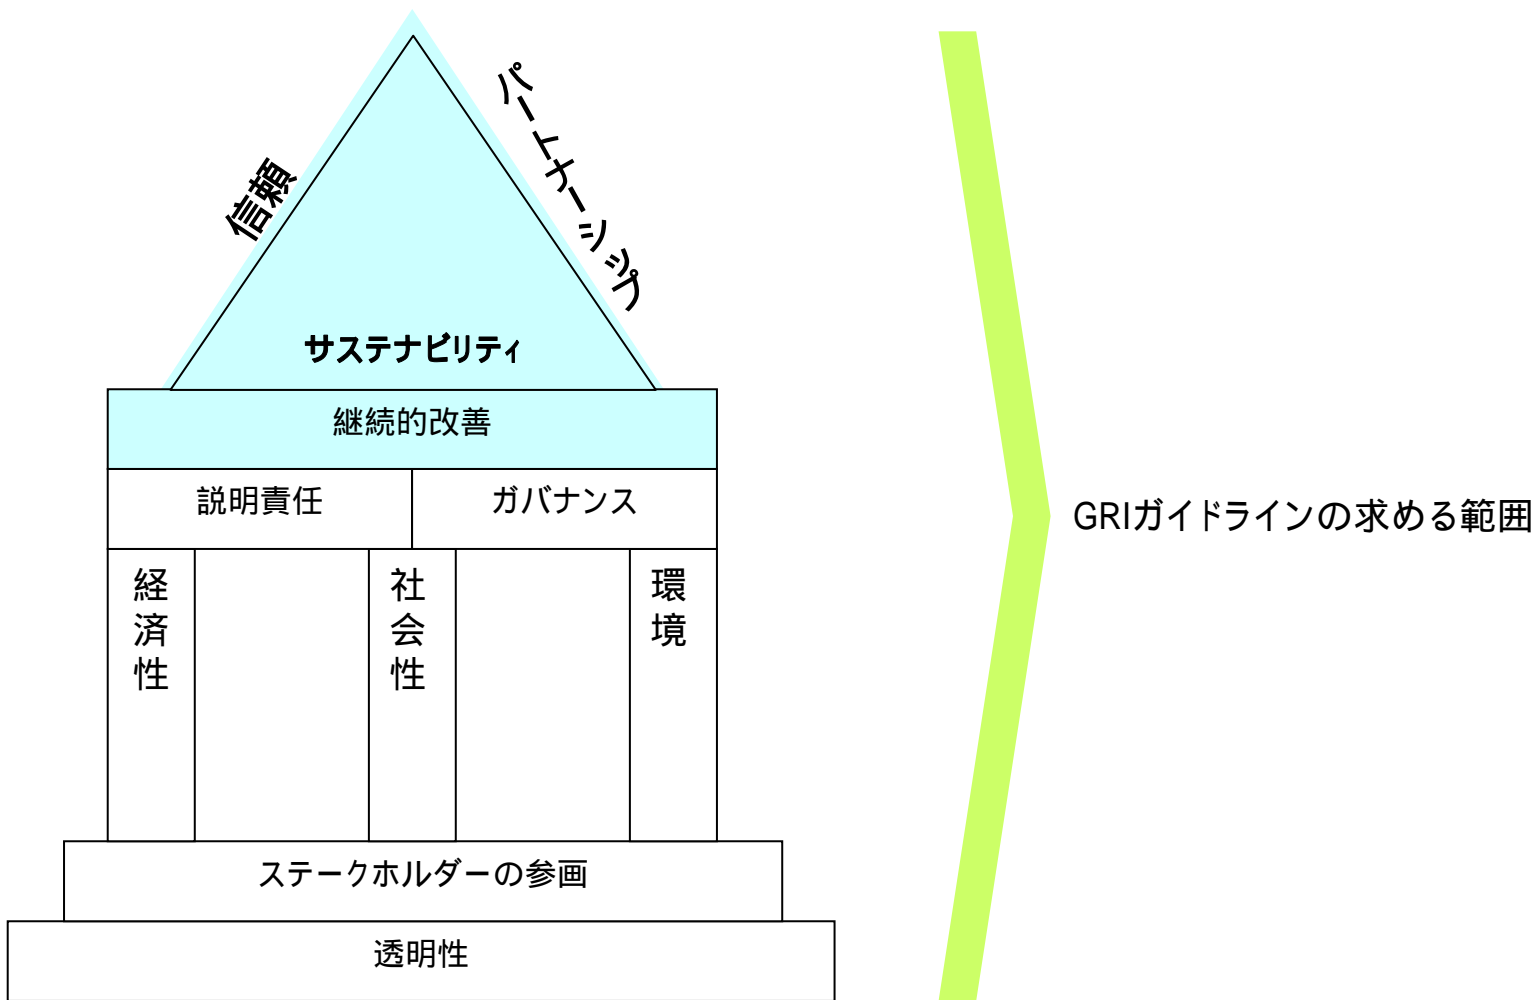 信頼
パートナーシップ
サステナビリティ
継続的改善
説明責任
ガバナンス
経済性
社会性
環境
ステークホルダーの参画
透明性
GRIガイドラインの求める範囲